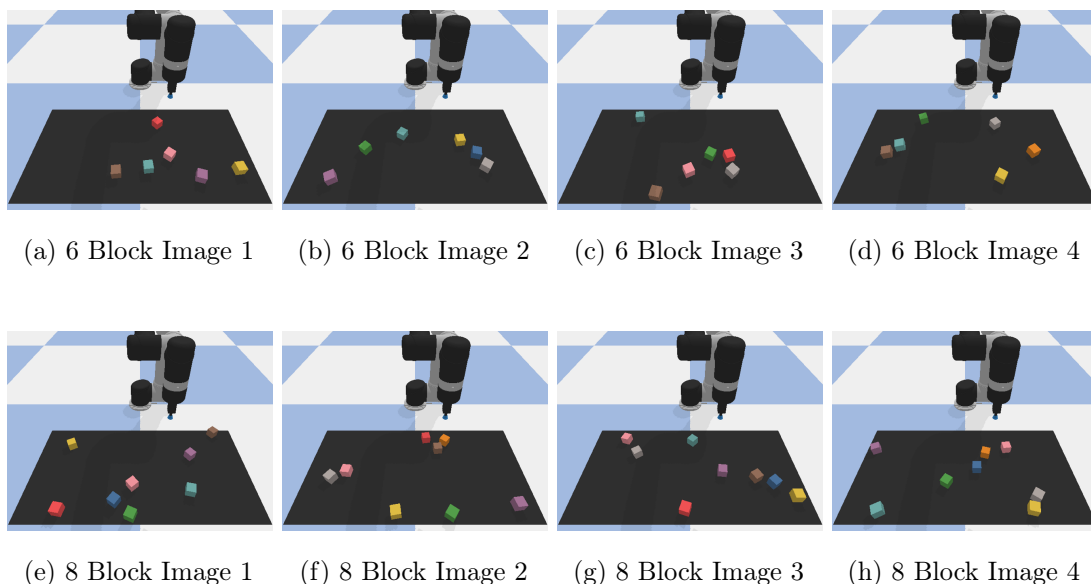 (a) 6 Block Image 1
(b) 6 Block Image 2
(c) 6 Block Image 3
(d) 6 Block Image 4
(e) 8 Block Image 1
(f) 8 Block Image 2
(g) 8 Block Image 3
(h) 8 Block Image 4